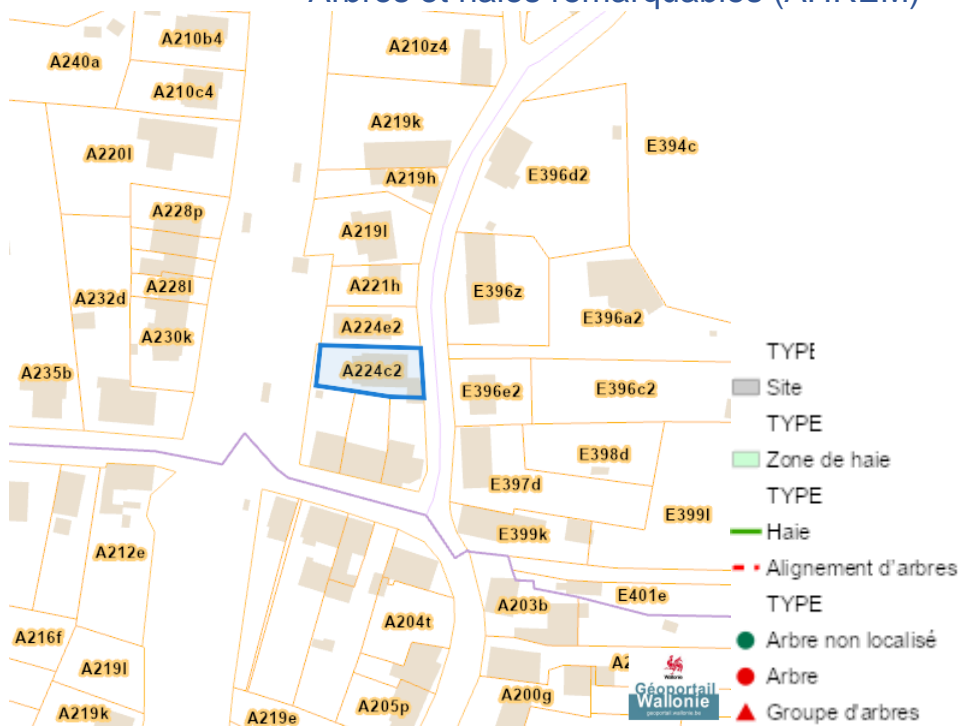 Arbres et haies remarquables (AHREM)
A210b4
A240a
A210z4
A210c4
A219k
A220l
E394c
A219h
E396d2
A228p
A219l
A228l
A221h
E396z
A232d
E396a2
A224e2
A230k
A235b
A224c2
E396e2
E396c2
E398d
E397d
E399l
E399k
A212e
E401e
A203b
A204t
A216f
A219l
A200g
A205p
A219k
A219e
Wallonie
Géoportail
Wallonie
geoportail.wallonie.be
TYPE
Site
TYPE
Zone de haie
TYPE
Haie
Alignement d'arbres
TYPE
Arbre non localisé
Arbre
Groupe d'arbres